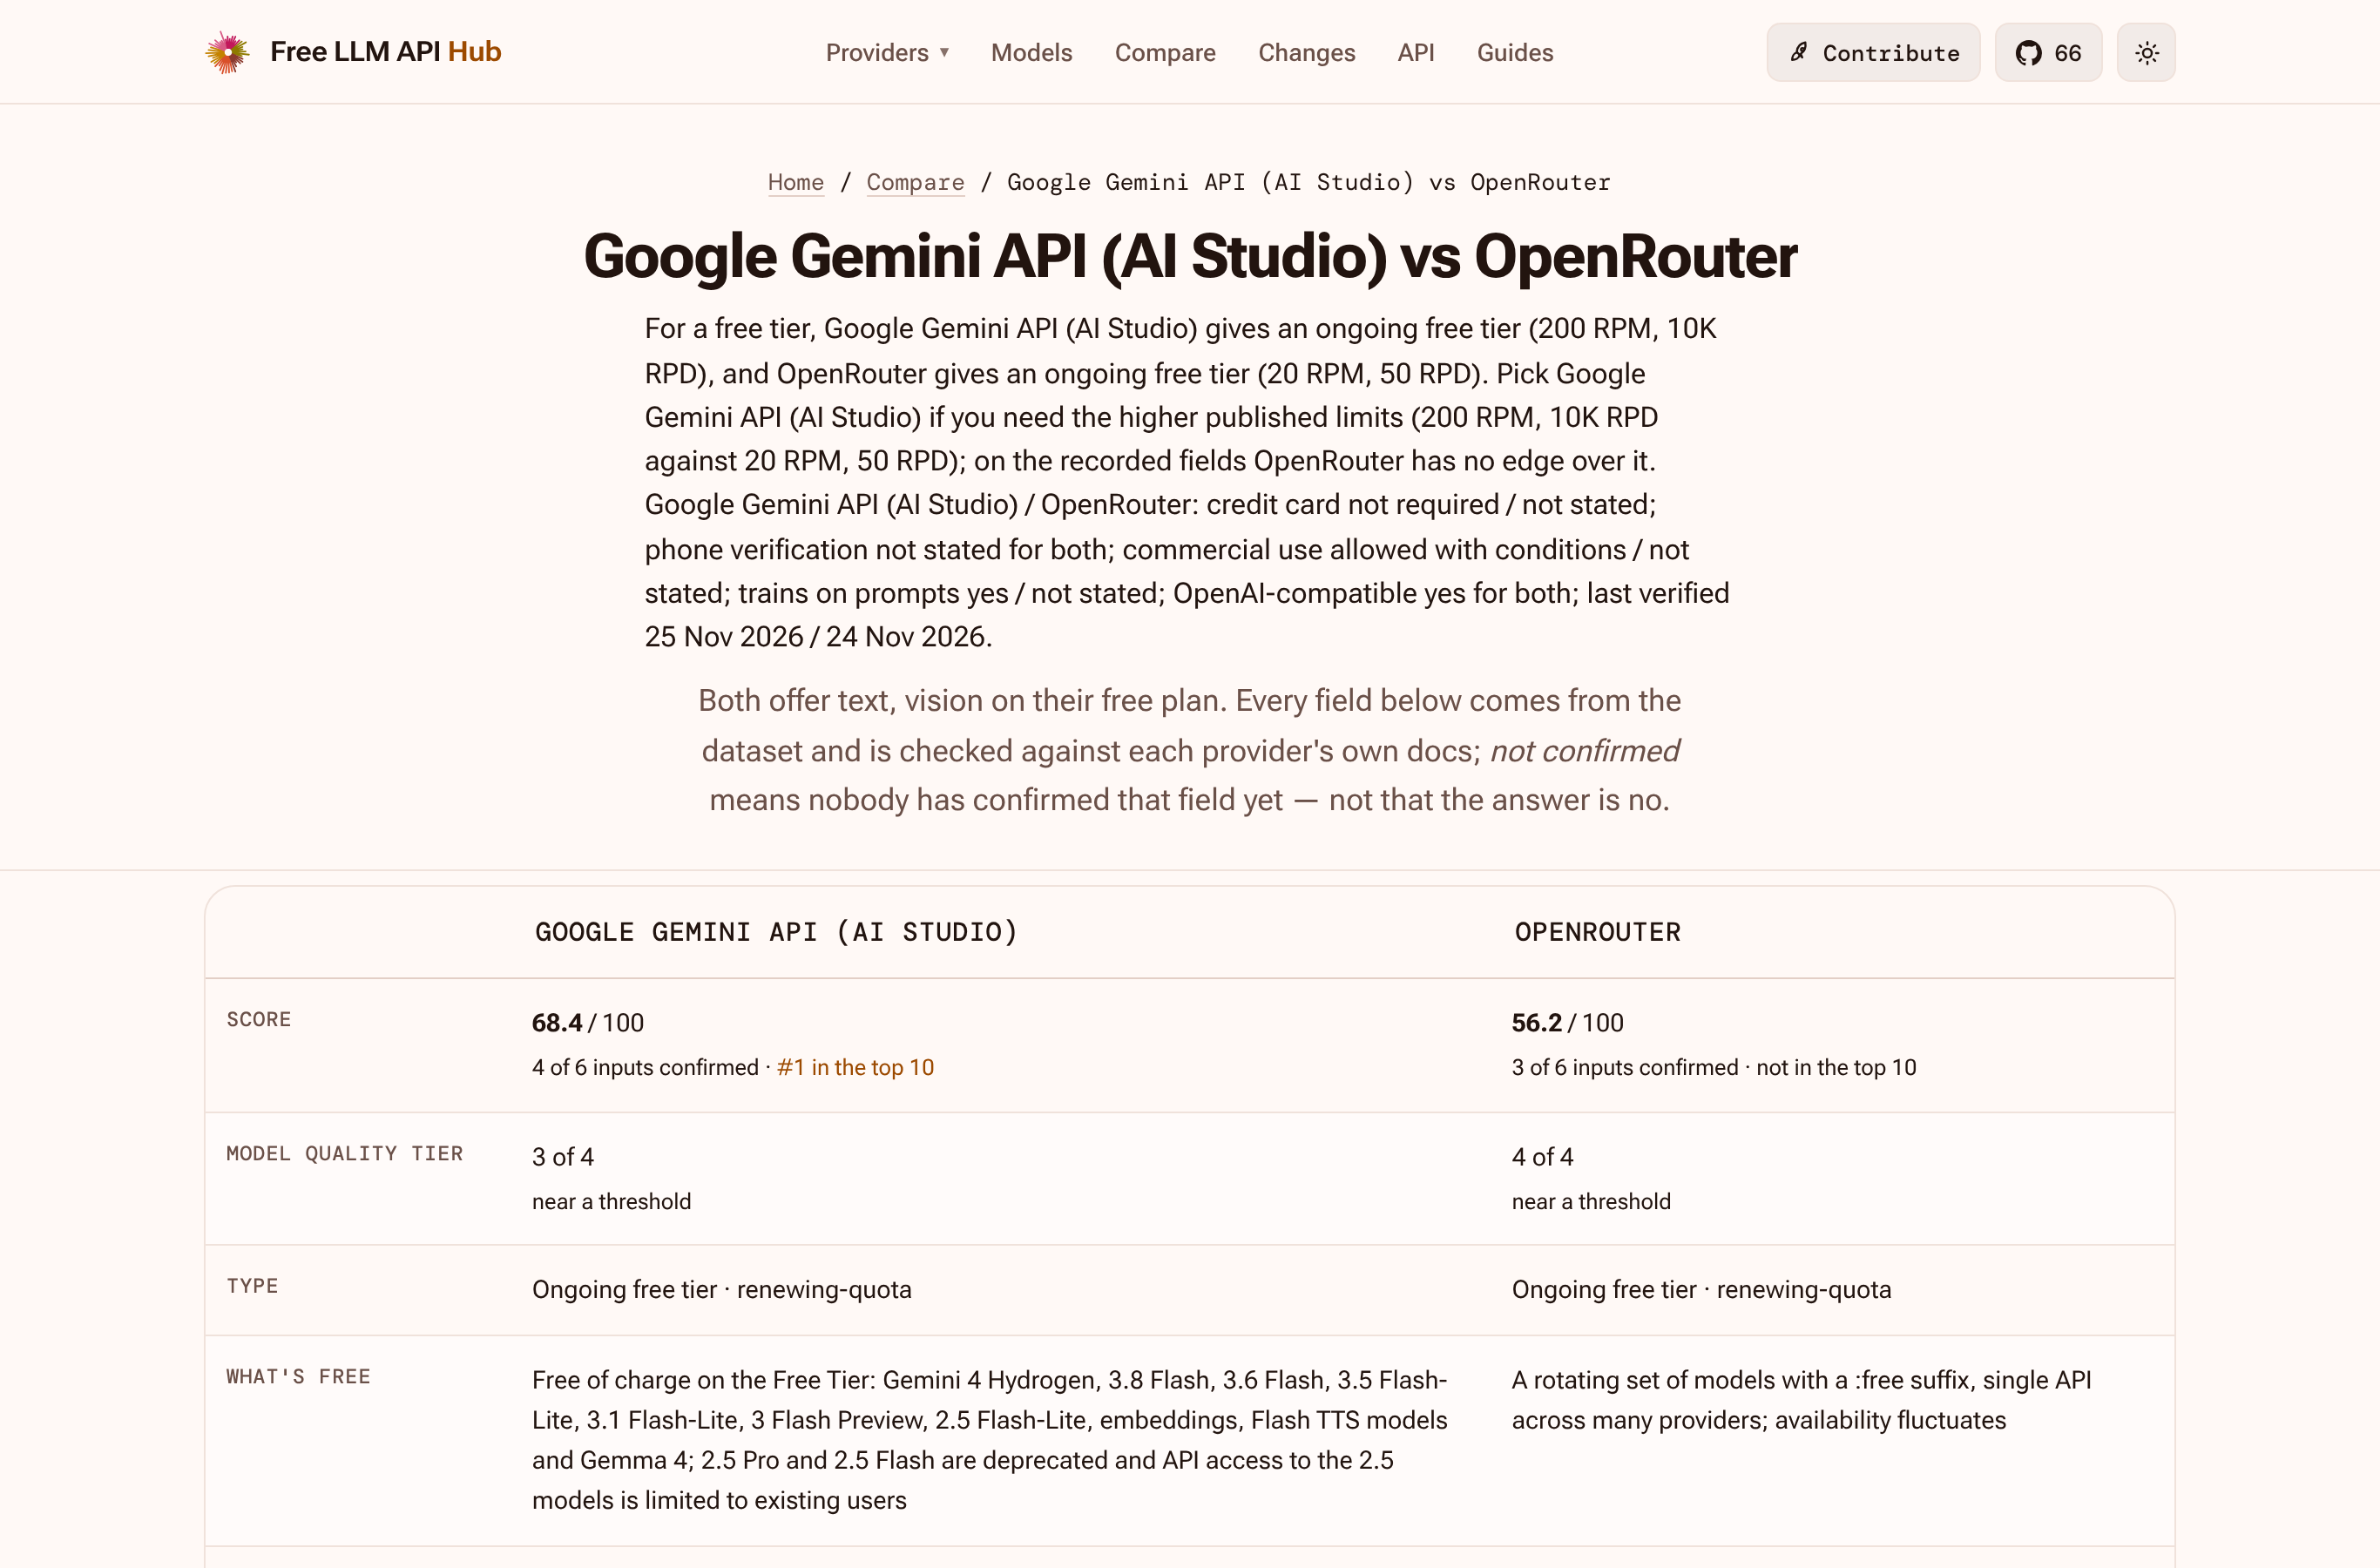 Free LLM API Hub
Providers ▾ Models Compare Changes API Guides
Contribute 66
Home / Compare / Google Gemini API (AI Studio) vs OpenRouter
Google Gemini API (AI Studio) vs OpenRouter
For a free tier, Google Gemini API (AI Studio) gives an ongoing free tier (200 RPM, 10K
RPD), and OpenRouter gives an ongoing free tier (20 RPM, 50 RPD). Pick Google
Gemini API (AI Studio) if you need the higher published limits (200 RPM, 10K RPD
against 20 RPM, 50 RPD); on the recorded fields OpenRouter has no edge over it.
Google Gemini API (AI Studio) / OpenRouter: credit card not required / not stated;
phone verification not stated for both; commercial use allowed with conditions / not
stated; trains on prompts yes / not stated; OpenAI-compatible yes for both; last verified
25 Nov 2026 / 24 Nov 2026.
Both offer text, vision on their free plan. Every field below comes from the
dataset and is checked against each provider's own docs; not confirmed
means nobody has confirmed that field yet — not that the answer is no.
GOOGLE GEMINI API (AI STUDIO) OPENROUTER
SCORE
68.4 / 100
4 of 6 inputs confirmed · #1 in the top 10
56.2 / 100
3 of 6 inputs confirmed · not in the top 10
MODEL QUALITY TIER
3 of 4
near a threshold
4 of 4
near a threshold
TYPE
Ongoing free tier · renewing-quota
Ongoing free tier · renewing-quota
WHAT'S FREE
Free of charge on the Free Tier: Gemini 4 Hydrogen, 3.8 Flash, 3.6 Flash, 3.5 Flash-
Lite, 3.1 Flash-Lite, 3 Flash Preview, 2.5 Flash-Lite, embeddings, Flash TTS models
and Gemma 4; 2.5 Pro and 2.5 Flash are deprecated and API access to the 2.5
models is limited to existing users
A rotating set of models with a :free suffix, single API
across many providers; availability fluctuates